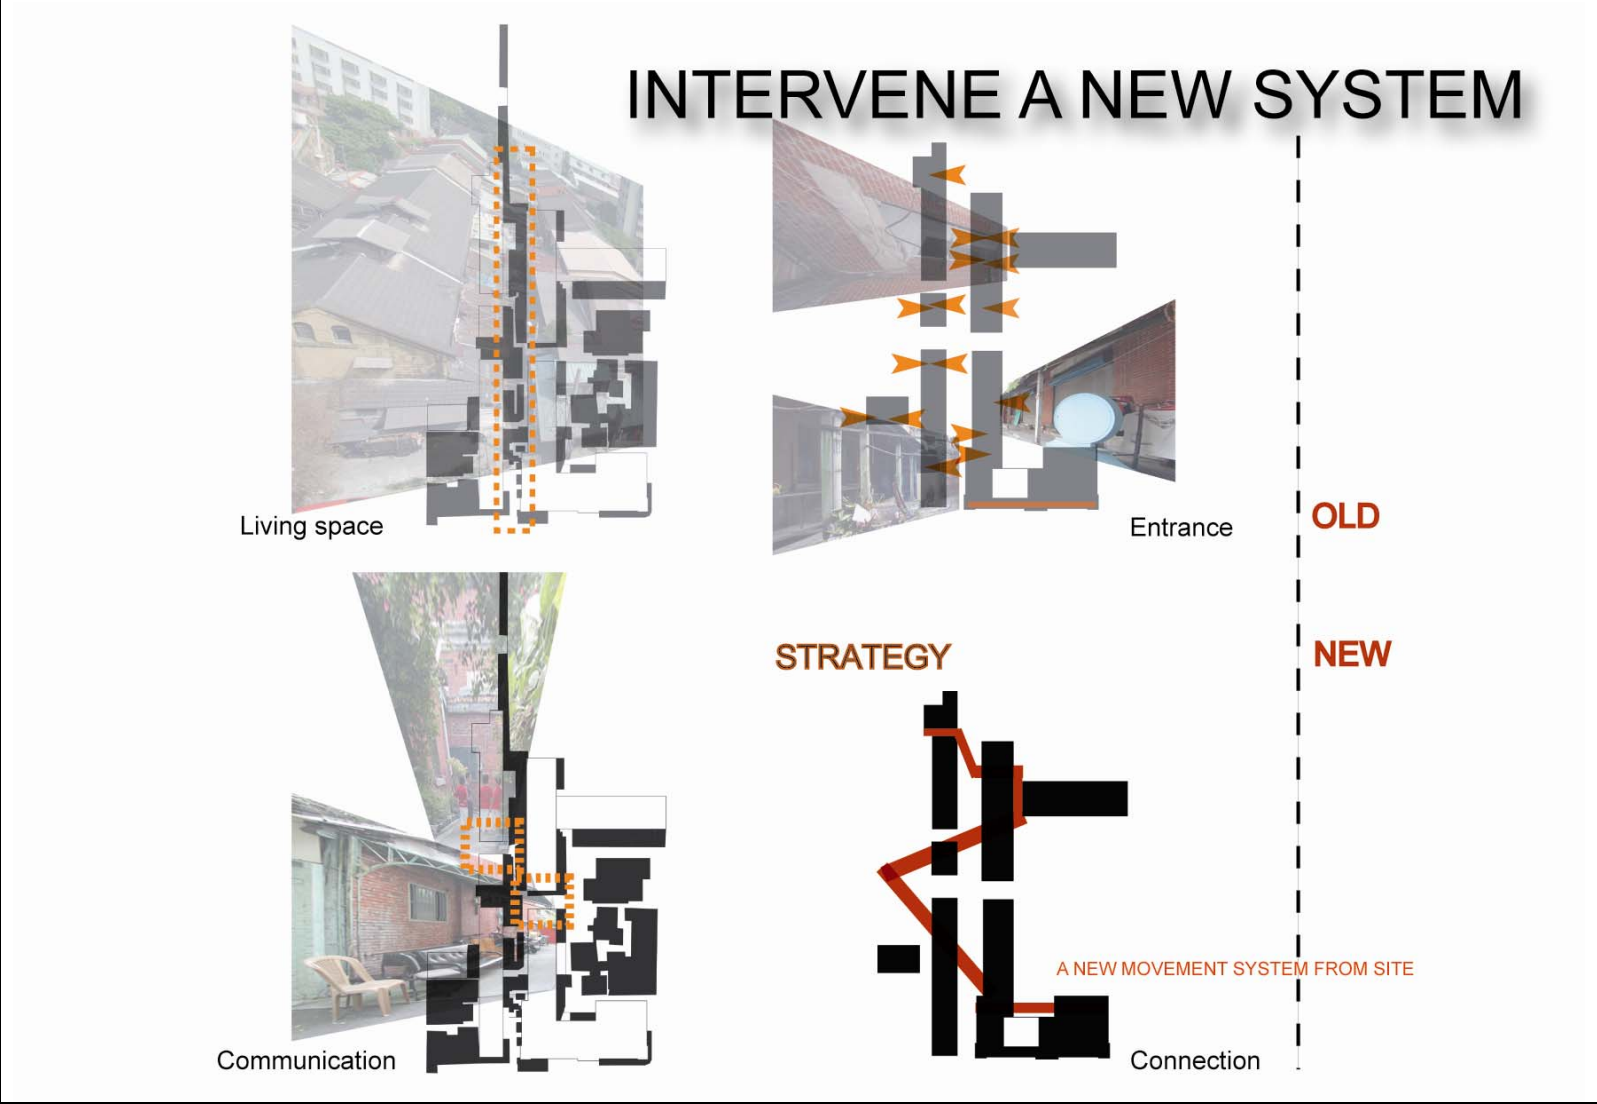 INTERVENE A NEW SYSTEM
Living space
Entrance
OLD
STRATEGY
NEW
A NEW MOVEMENT SYSTEM FROM SITE
Communication
Connection